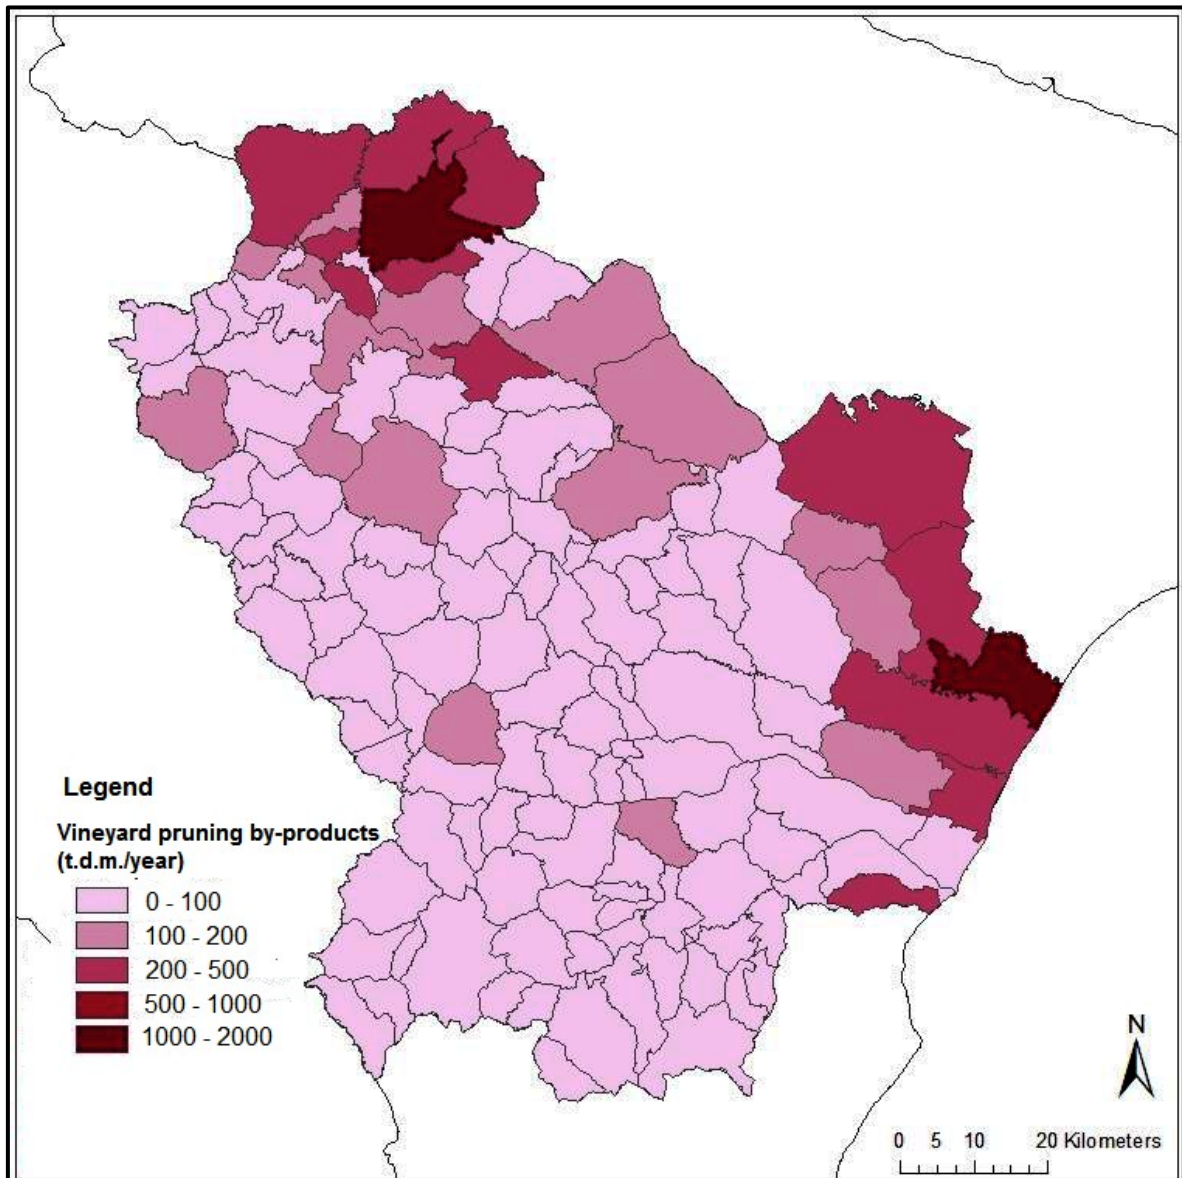 Legend
Vineyard pruning by-products
(t.d.m./year)
0 - 100
100 - 200
200 - 500
500 - 1000
1000 - 2000
N
0 5 10 20 Kilometers